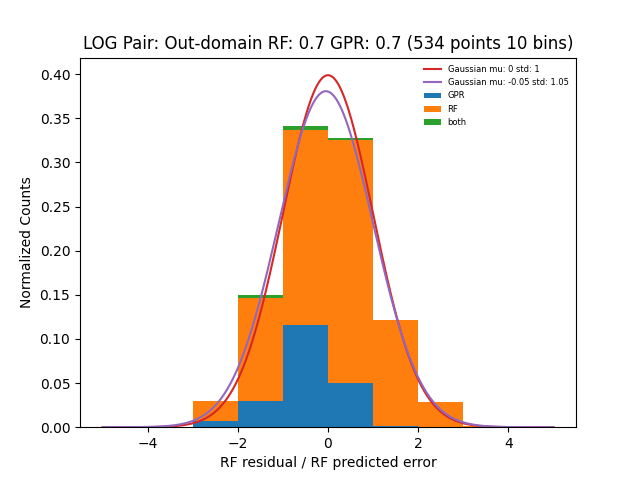 LOG Pair: Out-domain RF: 0.7 GPR: 0.7 (534 points 10 bins)
Gaussian mu: 0 std: 1
Gaussian mu: -0.05 std: 1.05
GPR
RF
both
Normalized Counts
0.40
0.35
0.30
0.25
0.20
0.15
0.10
0.05
0.00
−4
−2
0
2
4
RF residual / RF predicted error